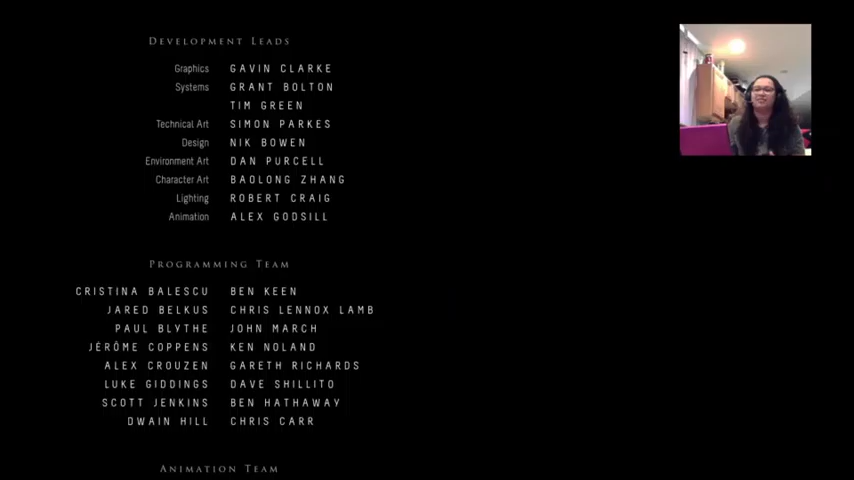 DEVELOPMENT LEADS
Graphics GAVIN CLARKE
Systems GRANT BOLTON
TIM GREEN
Technical Art SIMON PARKES
Design NIK BOWEN
Environment Art DAN PURCELL
Character Art BAOLONG ZHANG
Lighting ROBERT CRAIG
Animation ALEX GODSILL
PROGRAMMING TEAM
CRISTINA BALESCU BEN KEEN
JARED BELKUS CHRIS LENNOX LAMB
PAUL BLYTHE JOHN MARCH
JÉRÔME COPPENS KEN NOLAND
ALEX CROUZEN GARETH RICHARDS
LUKE GIDDINGS DAVE SHILLITO
SCOTT JENKINS BEN HATHAWAY
DWAIN HILL CHRIS CARR
ANIMATION TEAM